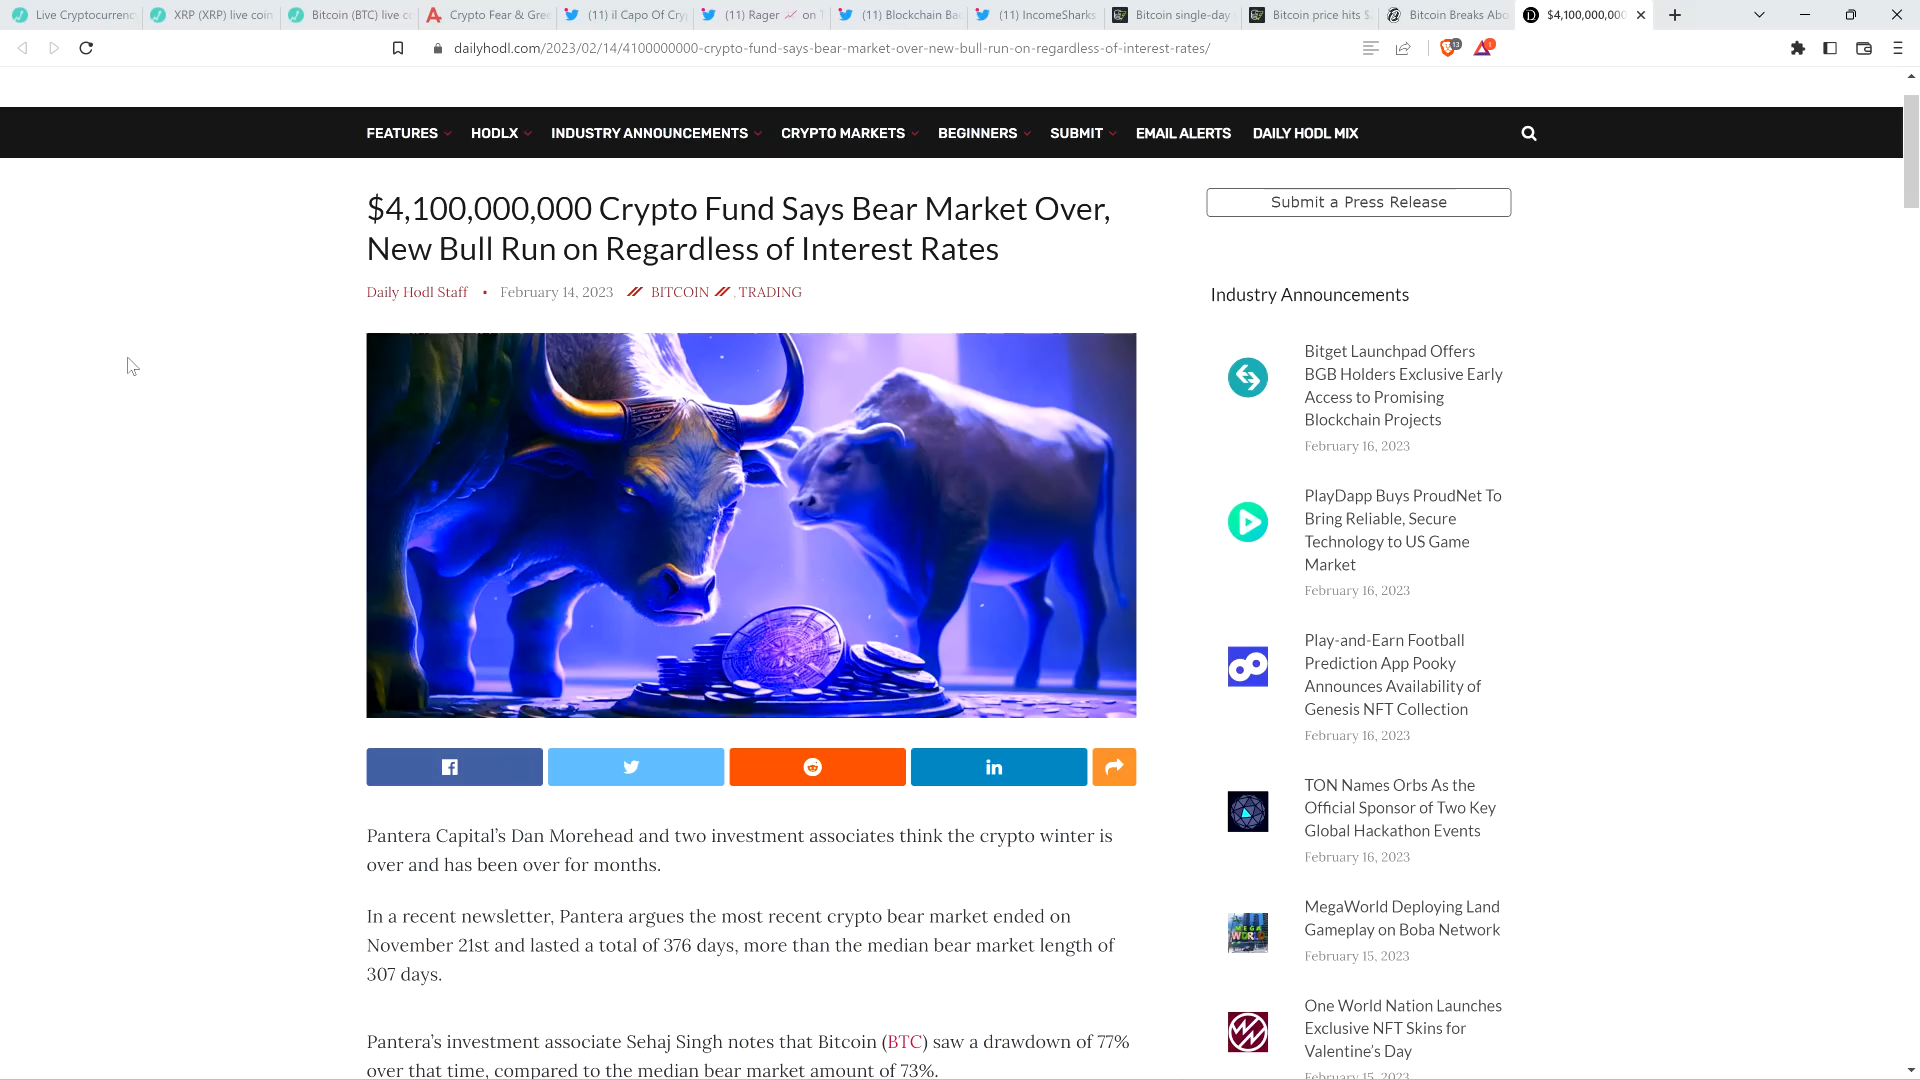 Live Cryptocurrenc
XRP (XRP) live coin
Bitcoin (BTC) live co
Crypto Fear & Gree
(11) il Capo Of Cryp
(11) Rager 📈 on T
(11) Blockchain Bac
(11) IncomeSharks
Bitcoin single-day
Bitcoin price hits $
Bitcoin Breaks Abo
$4,100,000,000
dailyhodl.com/2023/02/14/4100000000-crypto-fund-says-bear-market-over-new-bull-run-on-regardless-of-interest-rates/
FEATURES HODLX INDUSTRY ANNOUNCEMENTS CRYPTO MARKETS BEGINNERS SUBMIT EMAIL ALERTS DAILY HODL MIX
$4,100,000,000 Crypto Fund Says Bear Market Over,
New Bull Run on Regardless of Interest Rates
Daily Hodl Staff • February 14, 2023 BITCOIN , TRADING
Pantera Capital’s Dan Morehead and two investment associates think the crypto winter is
over and has been over for months.
In a recent newsletter, Pantera argues the most recent crypto bear market ended on
November 21st and lasted a total of 376 days, more than the median bear market length of
307 days.
Pantera’s investment associate Sehaj Singh notes that Bitcoin (BTC) saw a drawdown of 77%
over that time, compared to the median bear market amount of 73%.
Submit a Press Release
Industry Announcements
Bitget Launchpad Offers
BGB Holders Exclusive Early
Access to Promising
Blockchain Projects
February 16, 2023
PlayDapp Buys ProudNet To
Bring Reliable, Secure
Technology to US Game
Market
February 16, 2023
Play-and-Earn Football
Prediction App Pooky
Announces Availability of
Genesis NFT Collection
February 16, 2023
TON Names Orbs As the
Official Sponsor of Two Key
Global Hackathon Events
February 16, 2023
MEGA
WORLD
MegaWorld Deploying Land
Gameplay on Boba Network
February 15, 2023
One World Nation Launches
Exclusive NFT Skins for
Valentine’s Day
February 15, 2023